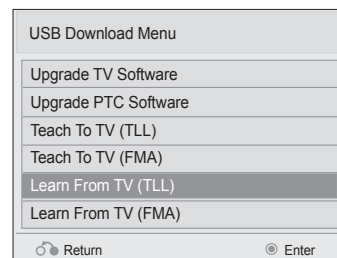 USB Download Menu
Upgrade TV Software
Upgrade PTC Software
Teach To TV (TLL)
Teach To TV (FMA)
Learn From TV (TLL)
Learn From TV (FMA)
Return Enter